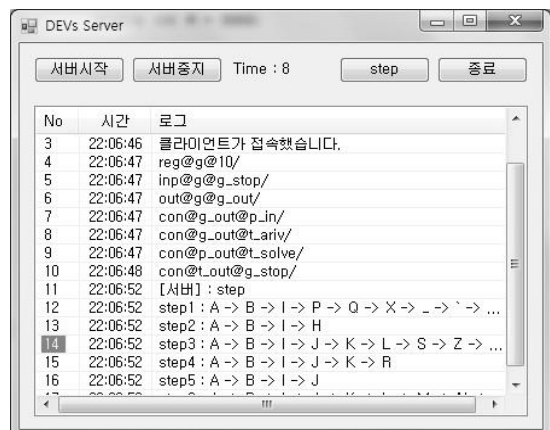 DEVs Server
서버시작 서버중지 Time : 8 step 종료
No 시간 로그
3 22:06:46 클라이언트가 접속했습니다.
4 22:06:47 reg@g@10/
5 22:06:47 inp@g@g_stop/
6 22:06:47 out@g@g_out/
7 22:06:47 con@g_out@p_in/
8 22:06:47 con@g_out@t_ariv/
9 22:06:47 con@p_out@t_solve/
10 22:06:48 con@t_out@g_stop/
11 22:06:52 [서버] : step
12 22:06:52 step1 : A -> B -> I -> P -> Q -> X -> _ -> ` -> ...
13 22:06:52 step2 : A -> B -> I -> H
14 22:06:52 step3 : A -> B -> I -> J -> K -> L -> S -> Z -> ...
15 22:06:52 step4 : A -> B -> I -> J -> K -> R
16 22:06:52 step5 : A -> B -> I -> J